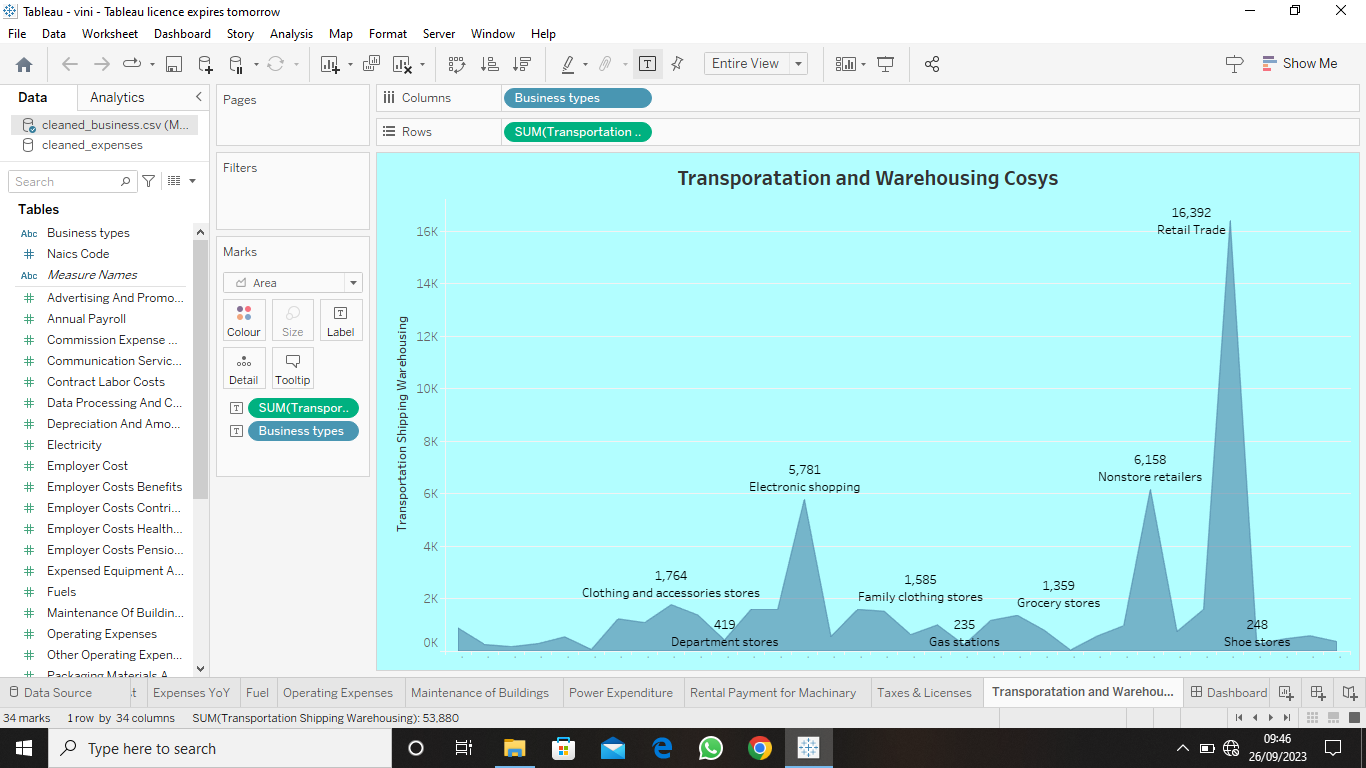 Tableau - vini - Tableau licence expires tomorrow
File Data Worksheet Dashboard Story Analysis Map Format Server Window Help
Entire View
Show Me
Data Analytics
cleaned_business.csv (M...
cleaned_expenses
Search
Tables
Abc Business types
# Naics Code
Abc Measure Names
# Advertising And Promo...
# Annual Payroll
# Commission Expense ...
# Communication Servic...
# Contract Labor Costs
# Data Processing And C...
# Depreciation And Amo...
# Electricity
# Employer Cost
# Employer Costs Benefits
# Employer Costs Contri...
# Employer Costs Health...
# Employer Costs Pensio...
# Expensed Equipment A...
# Fuels
# Maintenance Of Buildin...
# Operating Expenses
# Other Operating Expen...
Packaging Materials A
Pages
Filters
Marks
Area
Colour Size Label
Detail Tooltip
SUM(Transpor..
Business types
Columns Business types
Rows SUM(Transportation ..
Transporatation and Warehousing Cosys
Transportation Shipping Warehousing
16K
14K
12K
10K
8K
6K
4K
2K
0K
16,392
Retail Trade
6,158
Nonstore retailers
5,781
Electronic shopping
1,764
Clothing and accessories stores
1,585
Family clothing stores
1,359
Grocery stores
419
Department stores
235
Gas stations
248
Shoe stores
Data Source st Expenses YoY Fuel Operating Expenses Maintenance of Buildings Power Expenditure Rental Payment for Machinary Taxes & Licenses Transporatation and Warehou... Dashboard
34 marks 1 row by 34 columns SUM(Transportation Shipping Warehousing): 53,880
Type here to search
09:46
26/09/2023